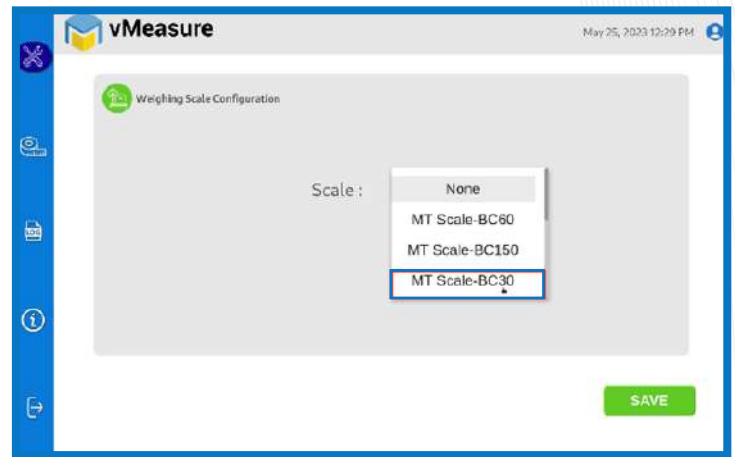 vMeasure
May 25, 2023 12:29 PM
Weighing Scale Configuration
Scale :
None
MT Scale-BC60
MT Scale-BC150
MT Scale-BC30
LOG
SAVE